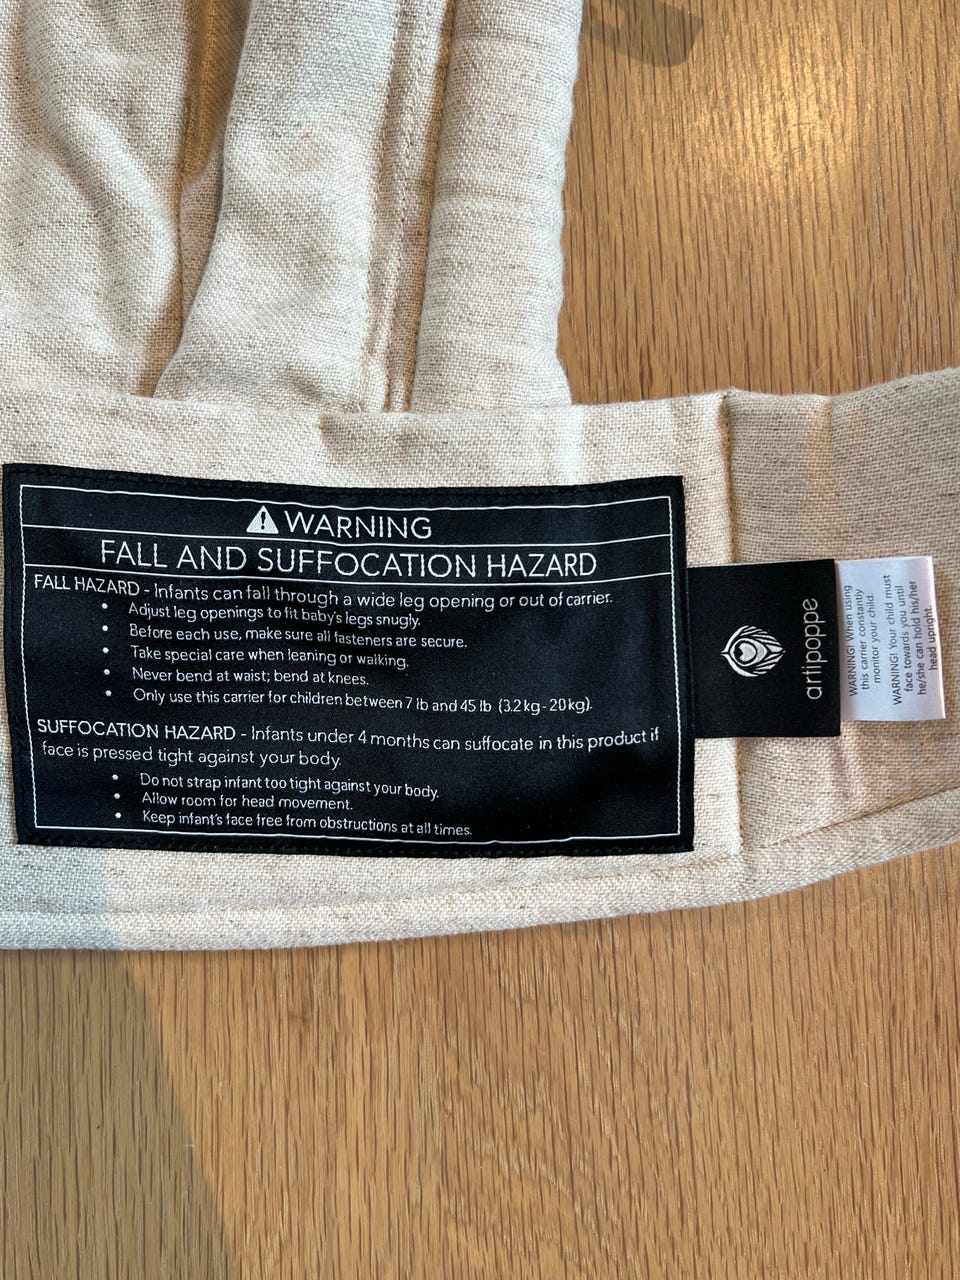 WARNING
FALL AND SUFFOCATION HAZARD
FALL HAZARD - Infants can fall through a wide leg opening or out of carrier.
• Adjust leg openings to fit baby's legs snugly.
• Before each use, make sure all fasteners are secure.
• Take special care when leaning or walking.
• Never bend at waist; bend at knees.
• Only use this carrier for children between 7 lb and 45 lb (3.2 kg - 20 kg).
SUFFOCATION HAZARD - Infants under 4 months can suffocate in this product if
face is pressed tight against your body.
• Do not strap infant too tight against your body.
• Allow room for head movement.
• Keep infant's face free from obstructions at all times.
artipoppe
WARNING! When using
this carrier constantly
monitor your child.
WARNING! Your child must
face towards you until
he/she can hold his/her
head upright.